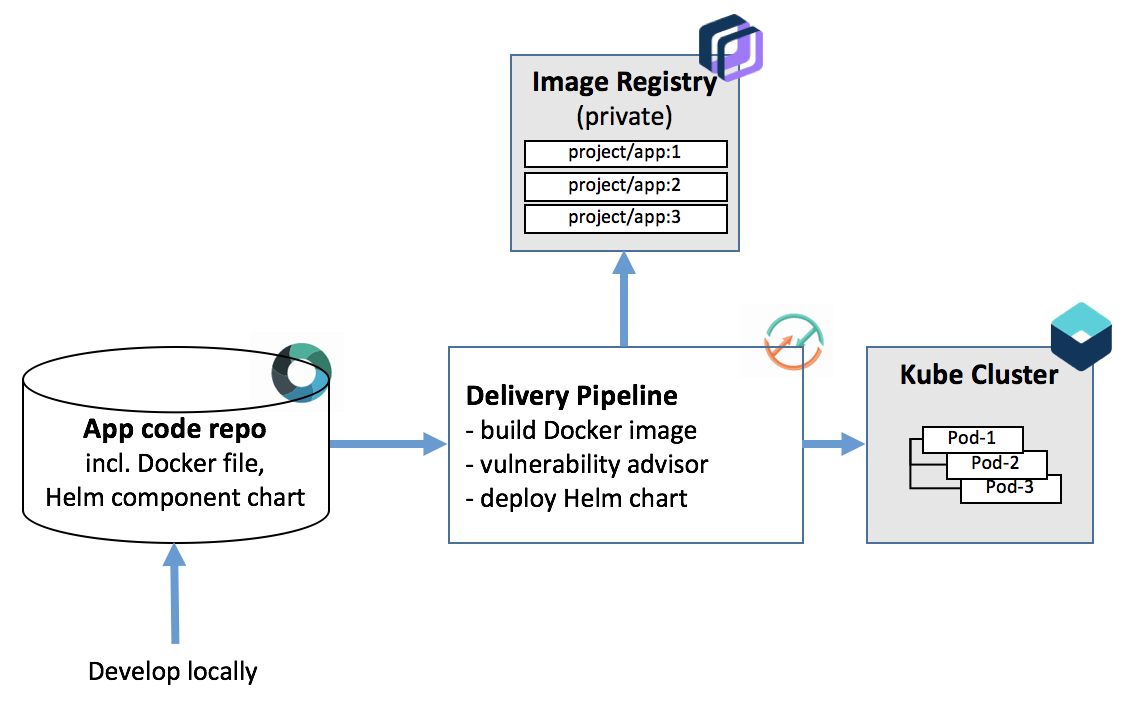 Image Registry
(private)
project/app:1
project/app:2
project/app:3
App code repo
incl. Docker file,
Helm component chart
Delivery Pipeline
- build Docker image
- vulnerability advisor
- deploy Helm chart
Kube Cluster
Pod-1
Pod-2
Pod-3
Develop locally